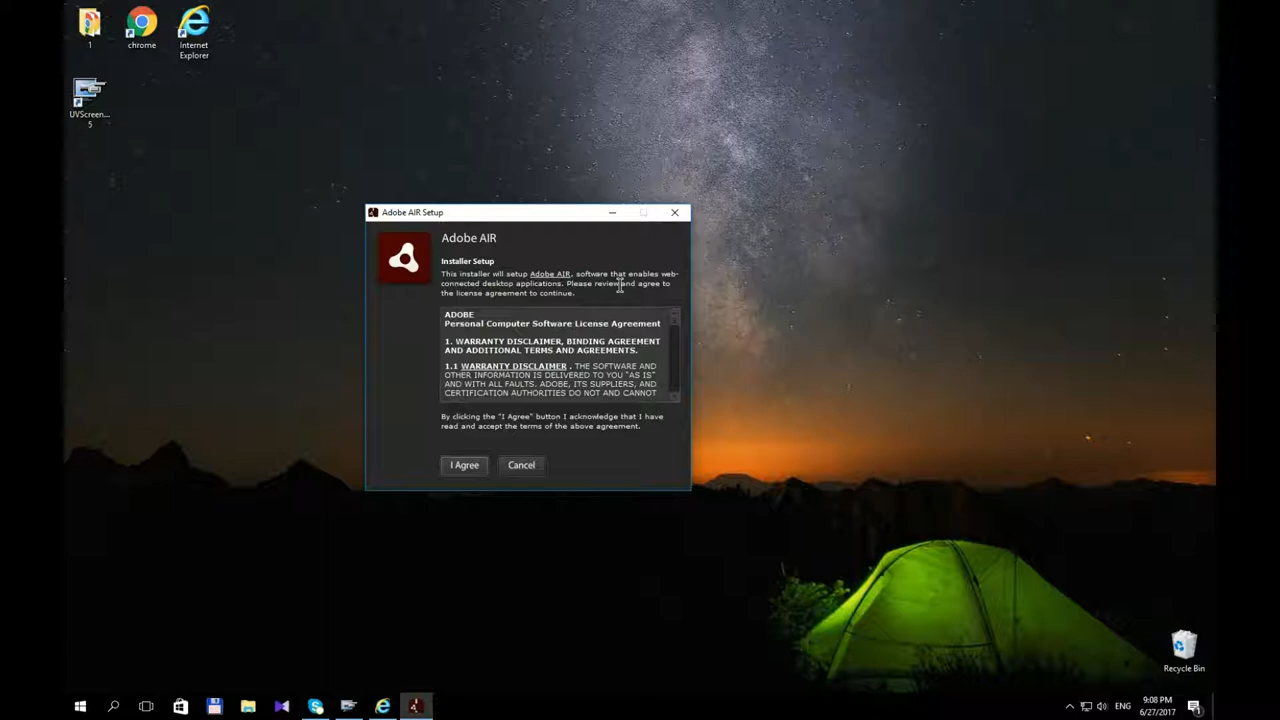 1
chrome
Internet
Explorer
UVScreen...
5
Adobe AIR Setup
Adobe AIR
Installer Setup
This installer will setup Adobe AIR, software that enables web-
connected desktop applications. Please review and agree to
the license agreement to continue.
ADOBE
Personal Computer Software License Agreement
1. WARRANTY DISCLAIMER, BINDING AGREEMENT
AND ADDITIONAL TERMS AND AGREEMENTS.
1.1 WARRANTY DISCLAIMER . THE SOFTWARE AND
OTHER INFORMATION IS DELIVERED TO YOU "AS IS"
AND WITH ALL FAULTS. ADOBE, ITS SUPPLIERS, AND
CERTIFICATION AUTHORITIES DO NOT AND CANNOT
By clicking the "I Agree" button I acknowledge that I have
read and accept the terms of the above agreement.
I Agree
Cancel
Recycle Bin
ENG
9:08 PM
6/27/2017